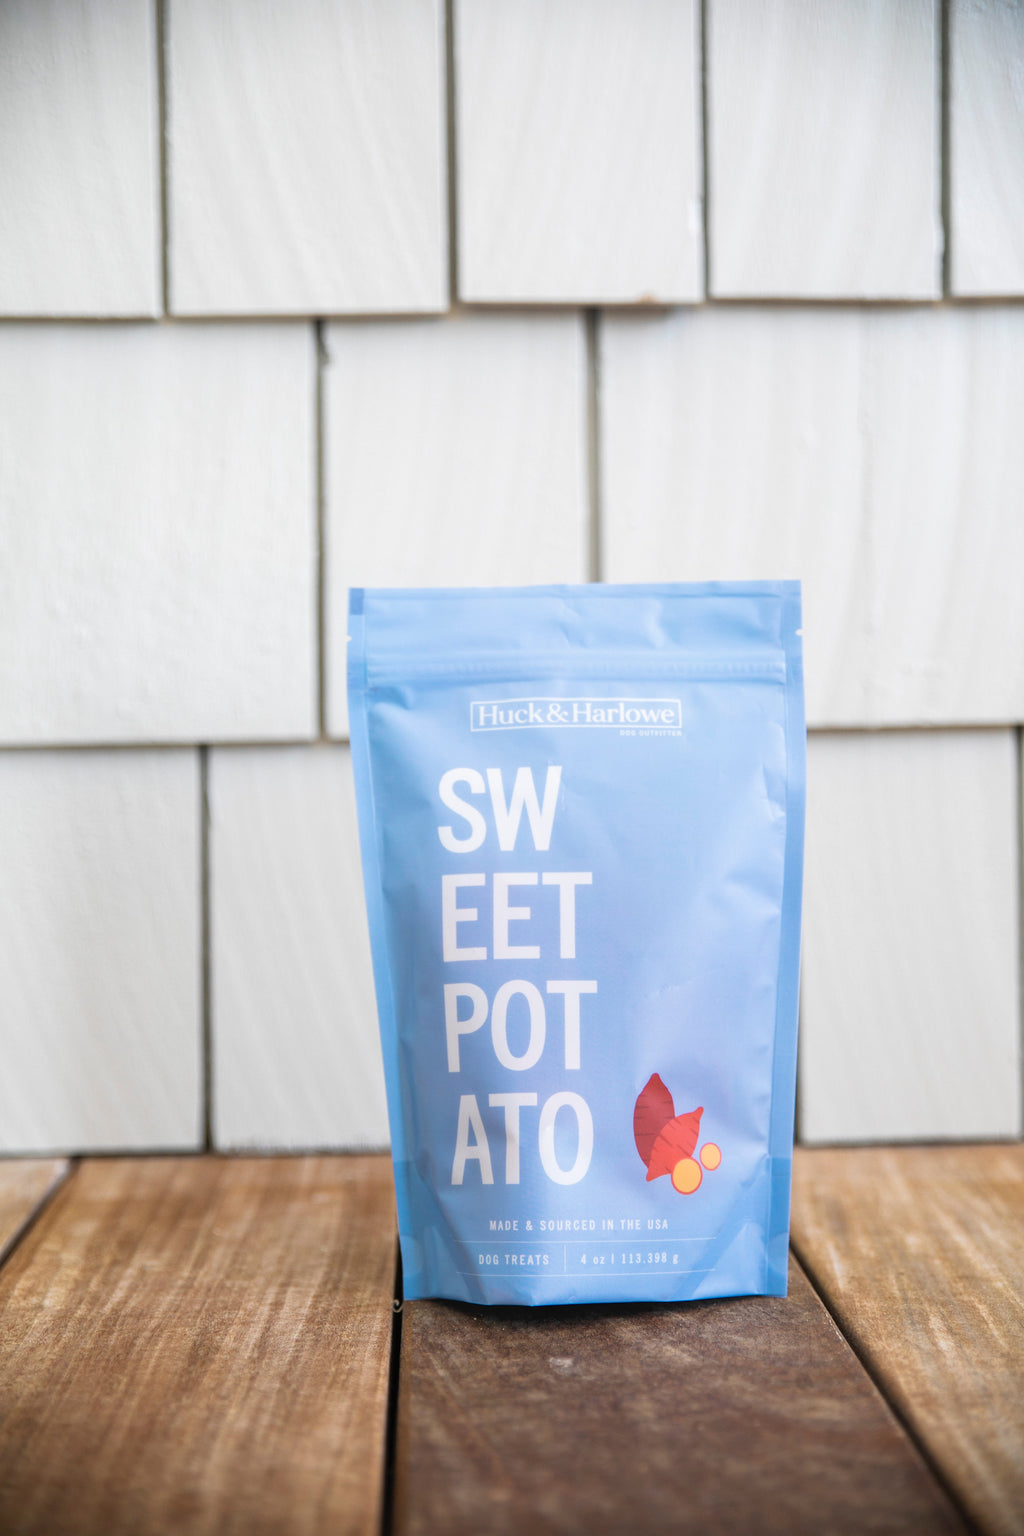 Huck & Harlowe
DOG OUTFITTER
SW
EET
POT
ATO
MADE & SOURCED IN THE USA
DOG TREATS | 4 oz | 113.398 g